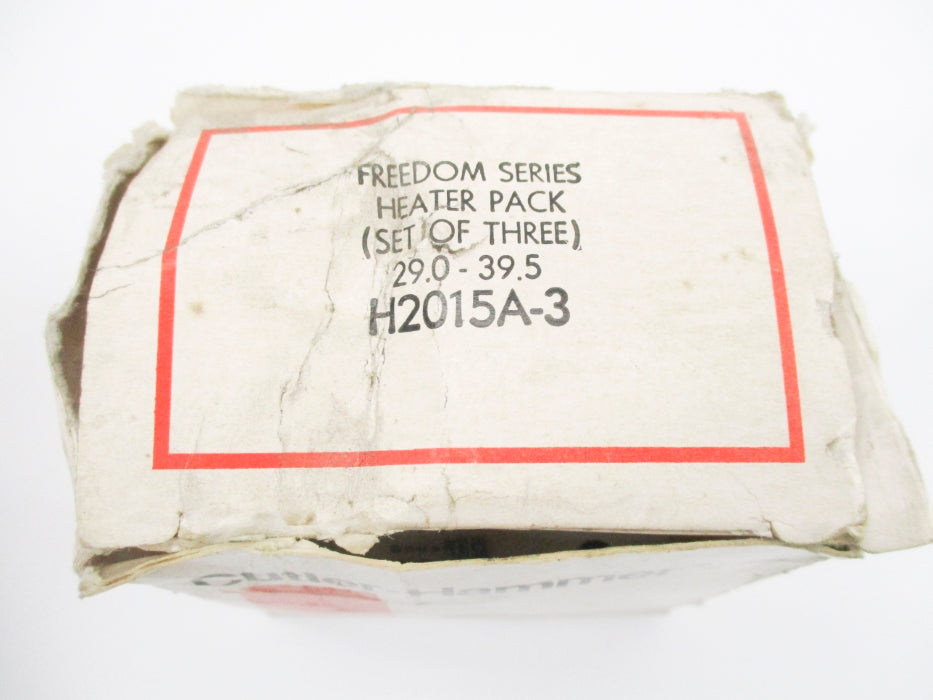 FREEDOM SERIES
HEATER PACK
(SET OF THREE)
29.0 - 39.5
H2015A-3
Cutler-Hammer